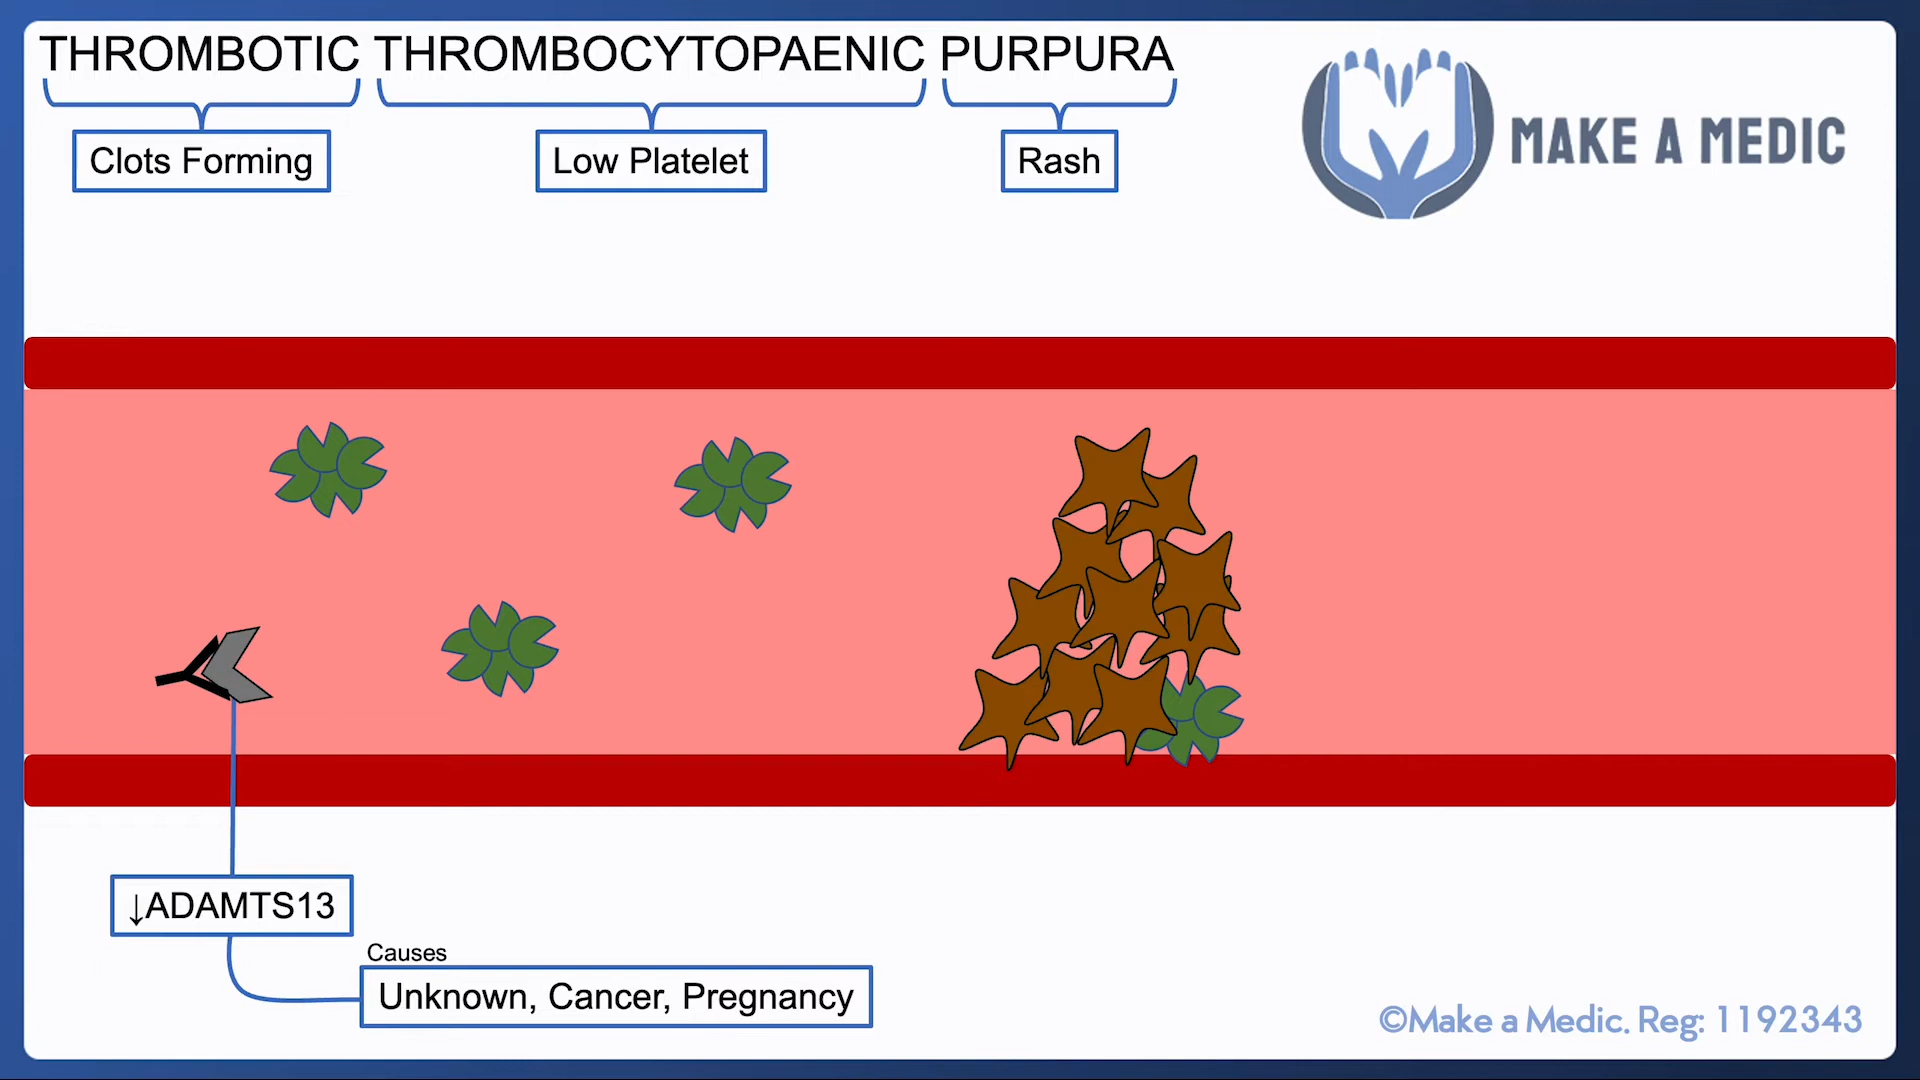 THROMBOTIC THROMBOCYTOPAENIC PURPURA
Clots Forming
Low Platelet
Rash
MAKE A MEDIC
↓ADAMTS13
Causes
Unknown, Cancer, Pregnancy
©Make a Medic. Reg: 1192343